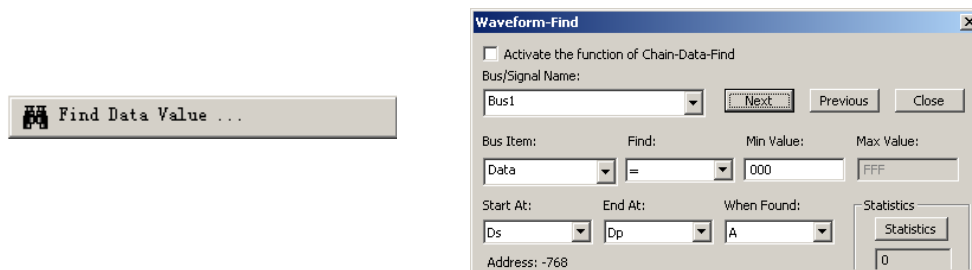 Find Data Value ...
Waveform-Find
Activate the function of Chain-Data-Find
Bus/Signal Name:
Bus1 Next Previous Close
Bus Item: Find: Min Value: Max Value:
Data = 000 FFF
Start At: End At: When Found: Statistics
Ds Dp A Statistics
Address: -768 0